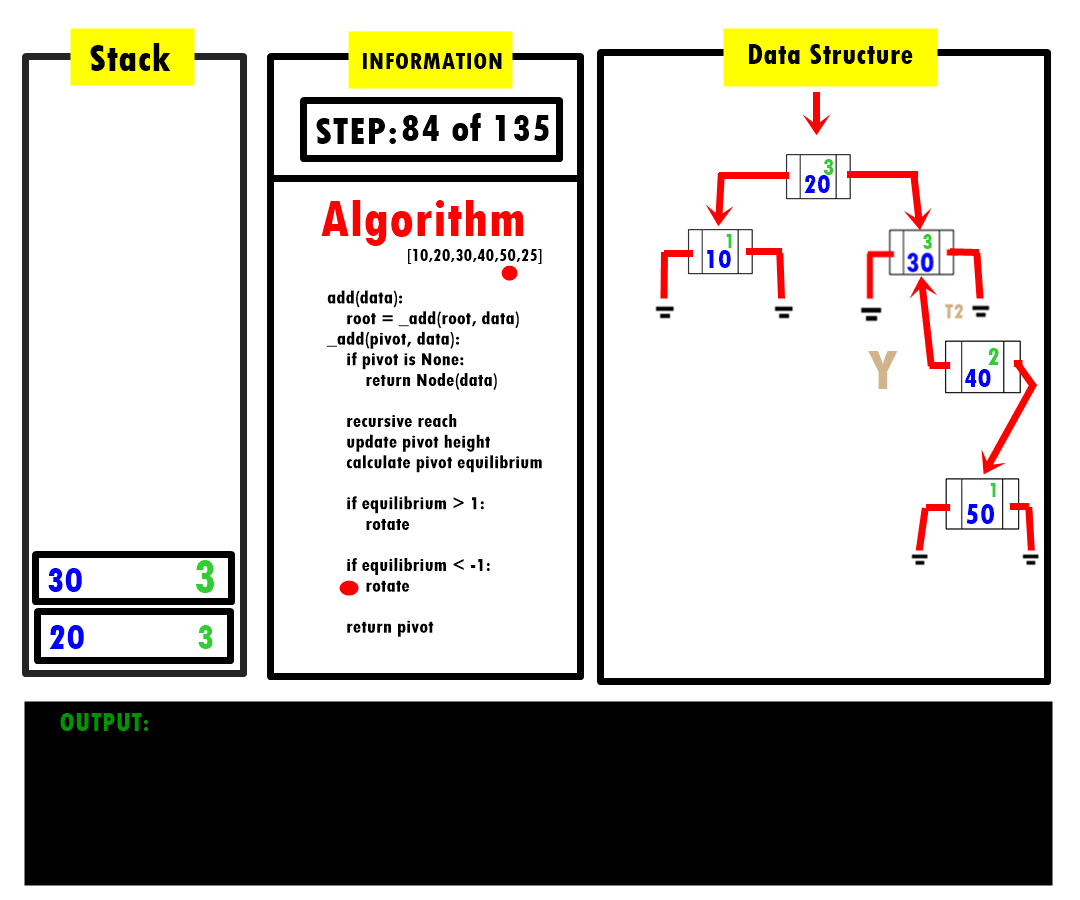 Stack
30 3
20 3
INFORMATION
STEP: 84 of 135
Algorithm
[10,20,30,40,50,25]
add(data):
root = _add(root, data)
_add(pivot, data):
if pivot is None:
return Node(data)
recursive reach
update pivot height
calculate pivot equilibrium
if equilibrium > 1:
rotate
if equilibrium < -1:
rotate
return pivot
Data Structure
3
20
1
10
3
30
T2
Y
2
40
1
50
OUTPUT: